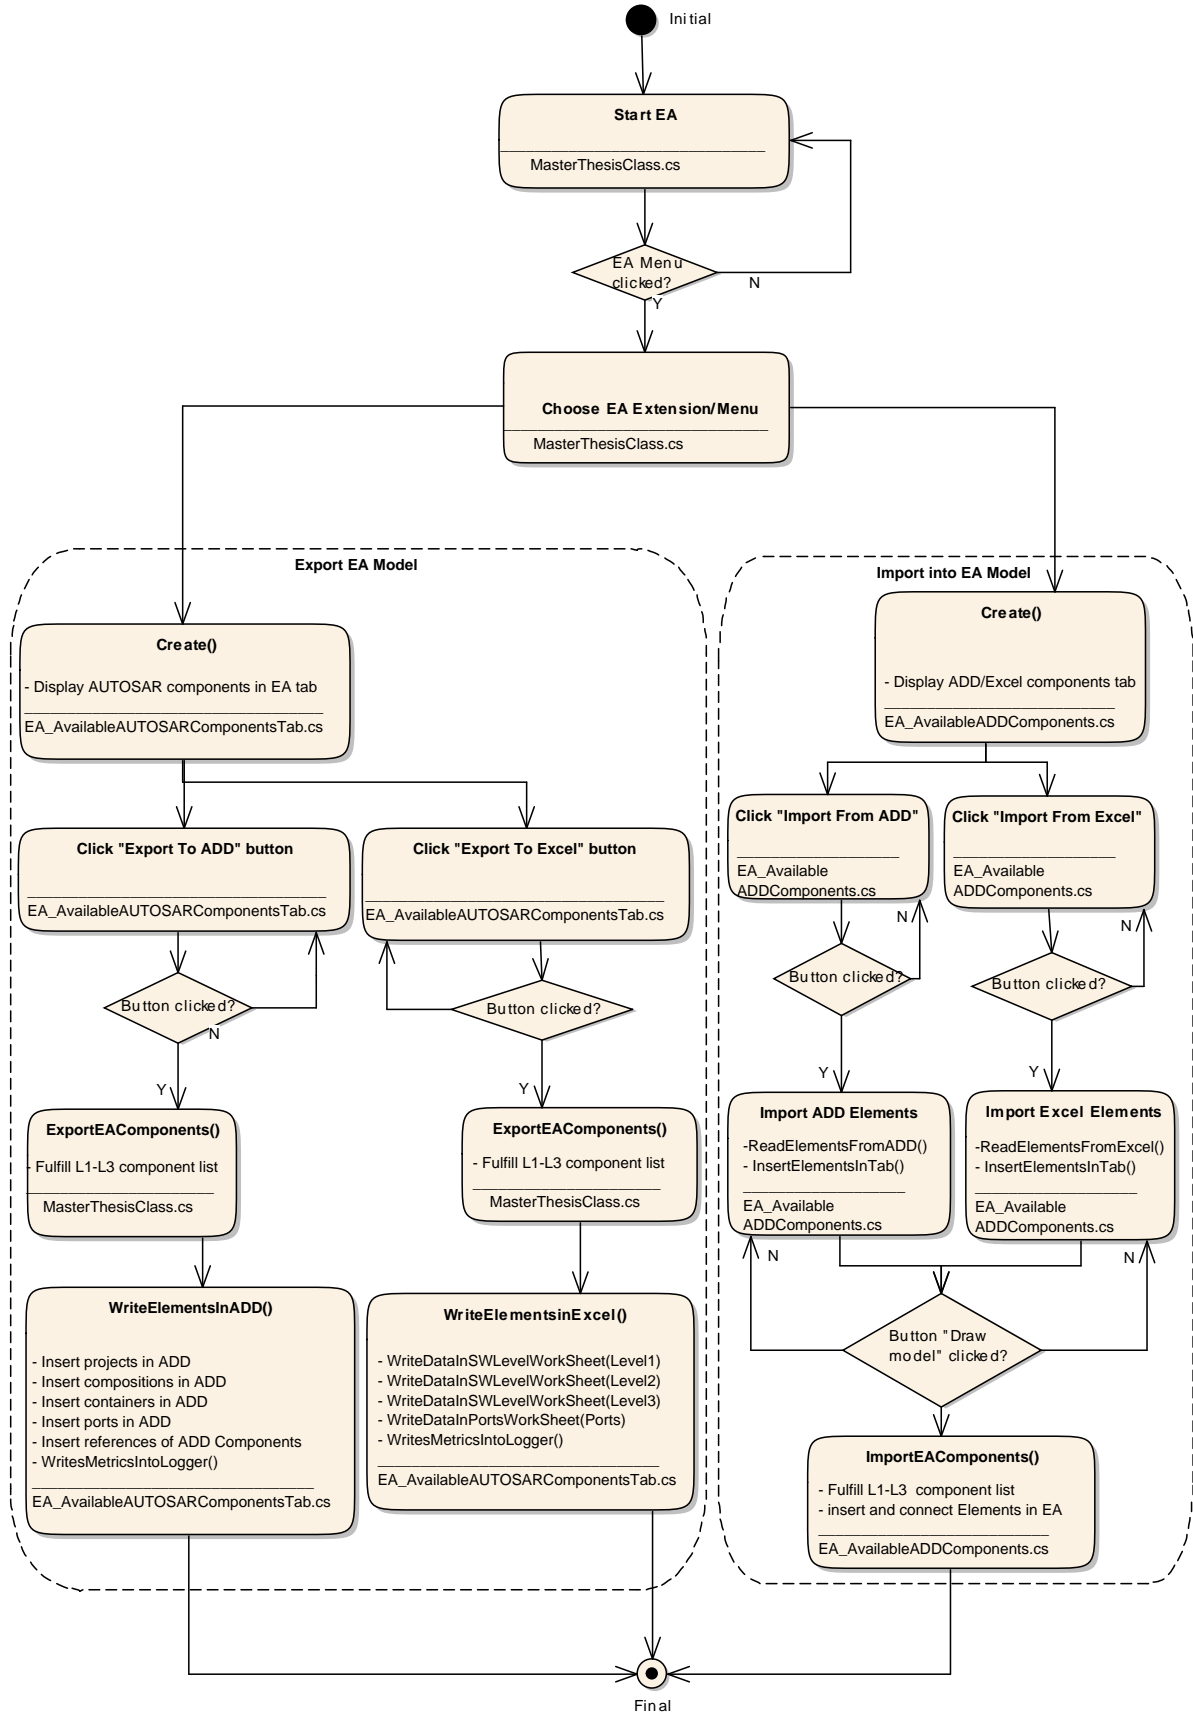 Initial
Start EA
MasterThesisClass.cs
EA Menu
clicked?
N
Y
Choose EA Extension/Menu
MasterThesisClass.cs
Export EA Model
Create()
- Display AUTOSAR components in EA tab
EA_AvailableAUTOSARComponentsTab.cs
Click "Export To ADD" button
EA_AvailableAUTOSARComponentsTab.cs
Click "Export To Excel" button
EA_AvailableAUTOSARComponentsTab.cs
Button clicked?
N
Button clicked?
Y
Y
ExportEAComponents()
- Fulfill L1-L3 component list
MasterThesisClass.cs
ExportEAComponents()
- Fulfill L1-L3 component list
MasterThesisClass.cs
WriteElementsInADD()
- Insert projects in ADD
- Insert compositions in ADD
- Insert containers in ADD
- Insert ports in ADD
- Insert references of ADD Components
- WritesMetricsIntoLogger()
EA_AvailableAUTOSARComponentsTab.cs
WriteElementsinExcel()
- WriteDataInSWLevelWorkSheet(Level1)
- WriteDataInSWLevelWorkSheet(Level2)
- WriteDataInSWLevelWorkSheet(Level3)
- WriteDataInPortsWorkSheet(Ports)
- WritesMetricsIntoLogger()
EA_AvailableAUTOSARComponentsTab.cs
Import into EA Model
Create()
- Display ADD/Excel components tab
EA_AvailableADDComponents.cs
Click "Import From ADD"
EA_Available
ADDComponents.cs
Click "Import From Excel"
EA_Available
ADDComponents.cs
N
N
Button clicked?
Button clicked?
Y
Y
Import ADD Elements
-ReadElementsFromADD()
- InsertElementsInTab()
EA_Available
ADDComponents.cs
Import Excel Elements
-ReadElementsFromExcel()
- InsertElementsInTab()
EA_Available
ADDComponents.cs
N
N
Button "Draw
model" clicked?
ImportEAComponents()
- Fulfill L1-L3 component list
- insert and connect Elements in EA
EA_AvailableADDComponents.cs
Final